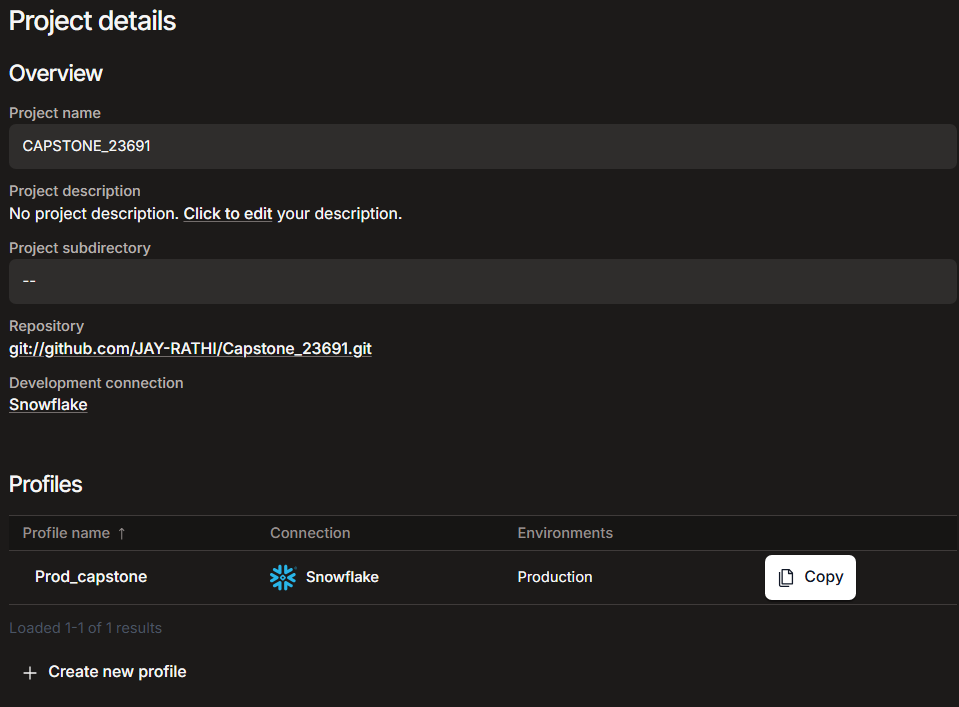 Project details
Overview
Project name
CAPSTONE_23691
Project description
No project description. Click to edit your description.
Project subdirectory
--
Repository
git://github.com/JAY-RATHI/Capstone_23691.git
Development connection
Snowflake
Profiles
Profile name ↑ Connection Environments
Prod_capstone Snowflake Production Copy
Loaded 1-1 of 1 results
+ Create new profile